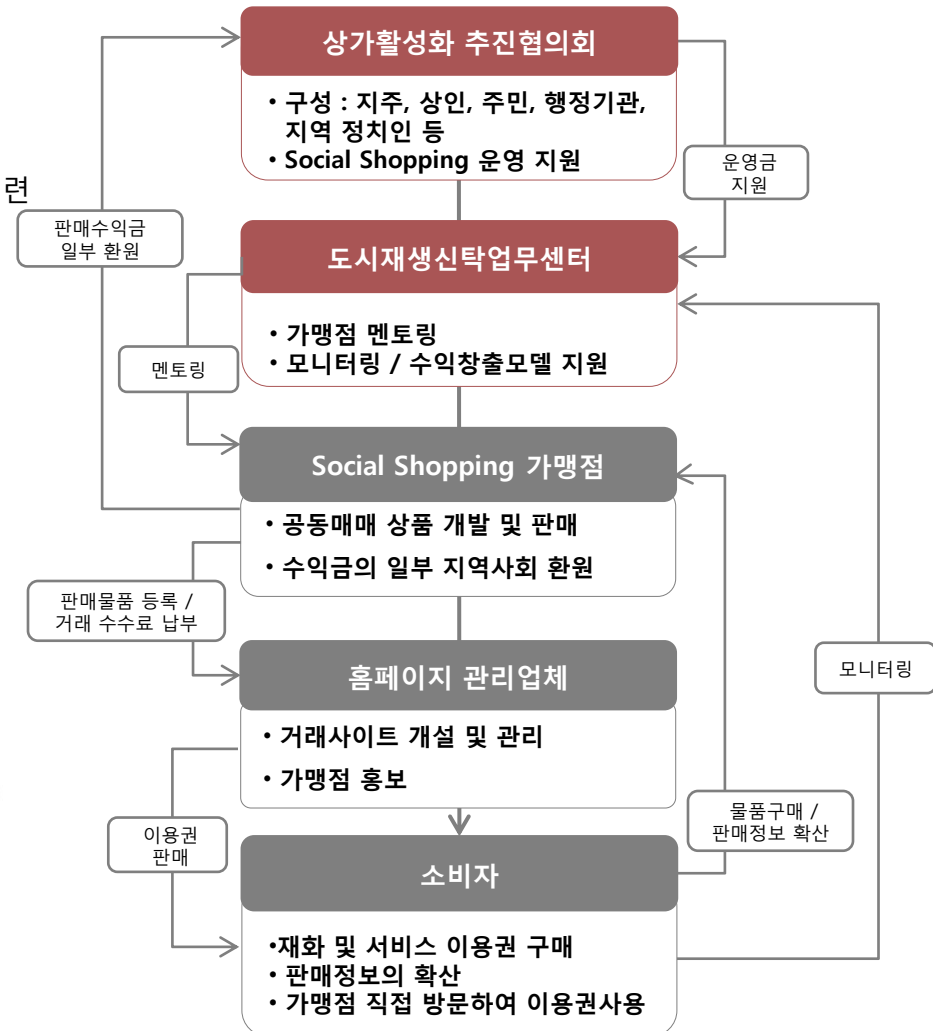 상가활성화 추진협의회
• 구성 : 지주, 상인, 주민, 행정기관,
지역 정치인 등
• Social Shopping 운영 지원
운영금
지원
련
판매수익금
일부 환원
도시재생신탁업무센터
• 가맹점 멘토링
• 모니터링 / 수익창출모델 지원
멘토링
Social Shopping 가맹점
• 공동매매 상품 개발 및 판매
• 수익금의 일부 지역사회 환원
판매물품 등록 /
거래 수수료 납부
홈페이지 관리업체
모니터링
• 거래사이트 개설 및 관리
• 가맹점 홍보
물품구매 /
판매정보 확산
이용권
판매
소비자
•재화 및 서비스 이용권 구매
• 판매정보의 확산
• 가맹점 직접 방문하여 이용권사용